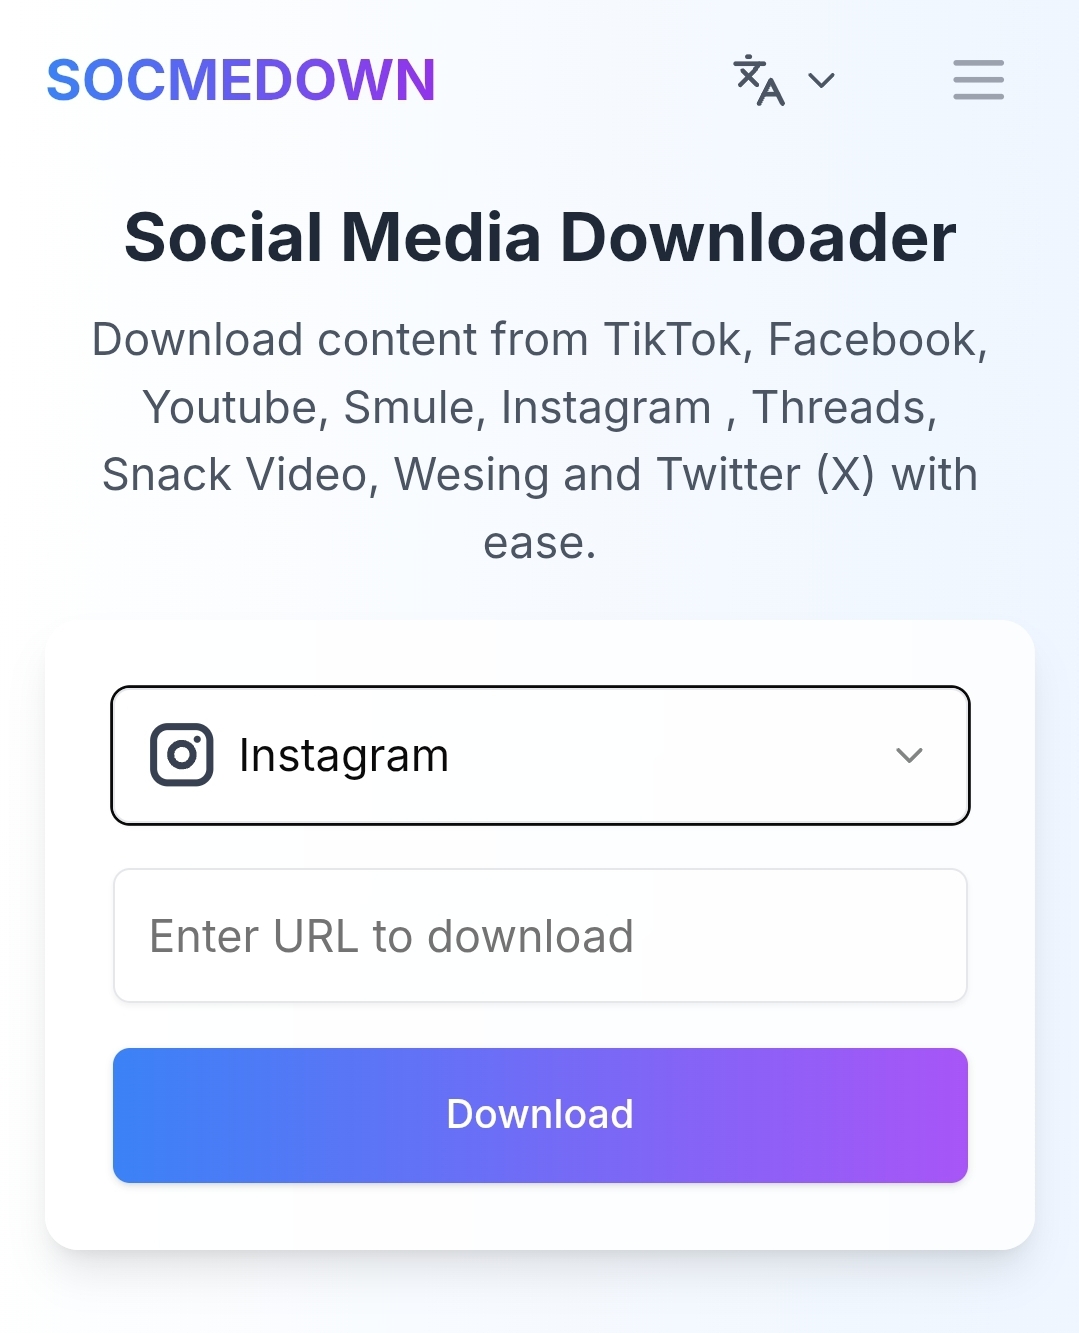 SOCMEDOWN
Social Media Downloader
Download content from TikTok, Facebook,
Youtube, Smule, Instagram , Threads,
Snack Video, Wesing and Twitter (X) with
ease.
Instagram
Enter URL to download
Download